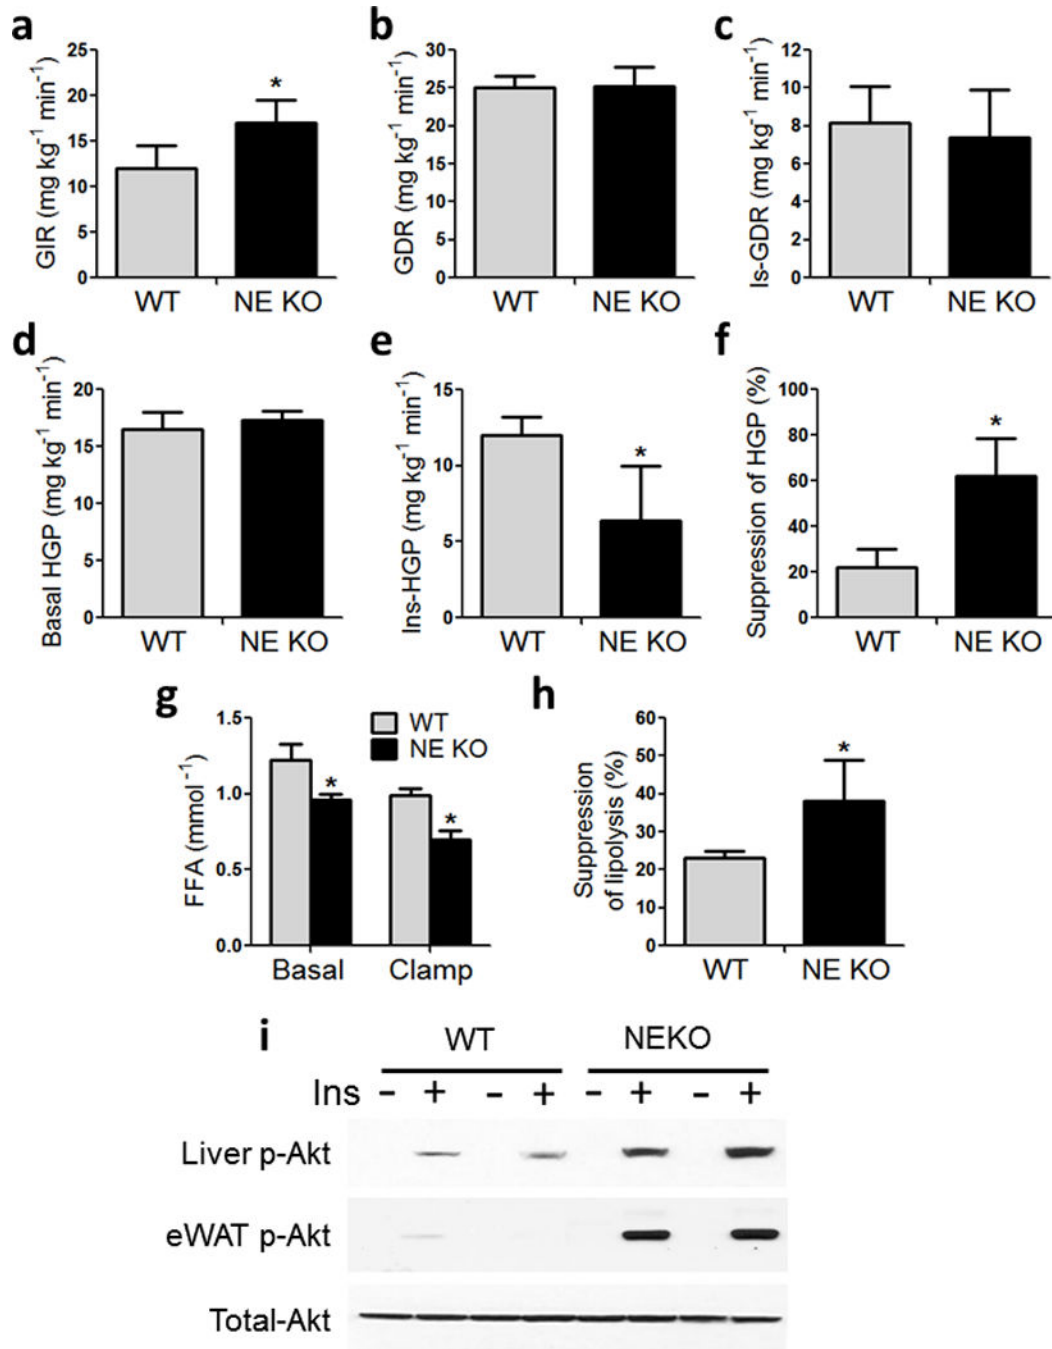 a
GIR (mg kg⁻¹ min⁻¹)
25
20
15
10
5
0
*
WT
NE KO
b
GDR (mg kg⁻¹ min⁻¹)
30
25
20
15
10
5
0
WT
NE KO
c
Is-GDR (mg kg⁻¹ min⁻¹)
12
10
8
6
4
2
0
WT
NE KO
d
Basal HGP (mg kg⁻¹ min⁻¹)
20
15
10
5
0
WT
NE KO
e
Ins-HGP (mg kg⁻¹ min⁻¹)
15
10
5
0
*
WT
NE KO
f
Suppression of HGP (%)
100
80
60
40
20
0
*
WT
NE KO
g
FFA (mmol⁻¹)
1.5
1.0
0.5
0.0
WT
NE KO
*
*
Basal
Clamp
h
Suppression
of lipolysis (%)
60
50
40
30
20
10
0
*
WT
NE KO
i
WT
NEKO
Ins - + - + - + - +
Liver p-Akt
eWAT p-Akt
Total-Akt